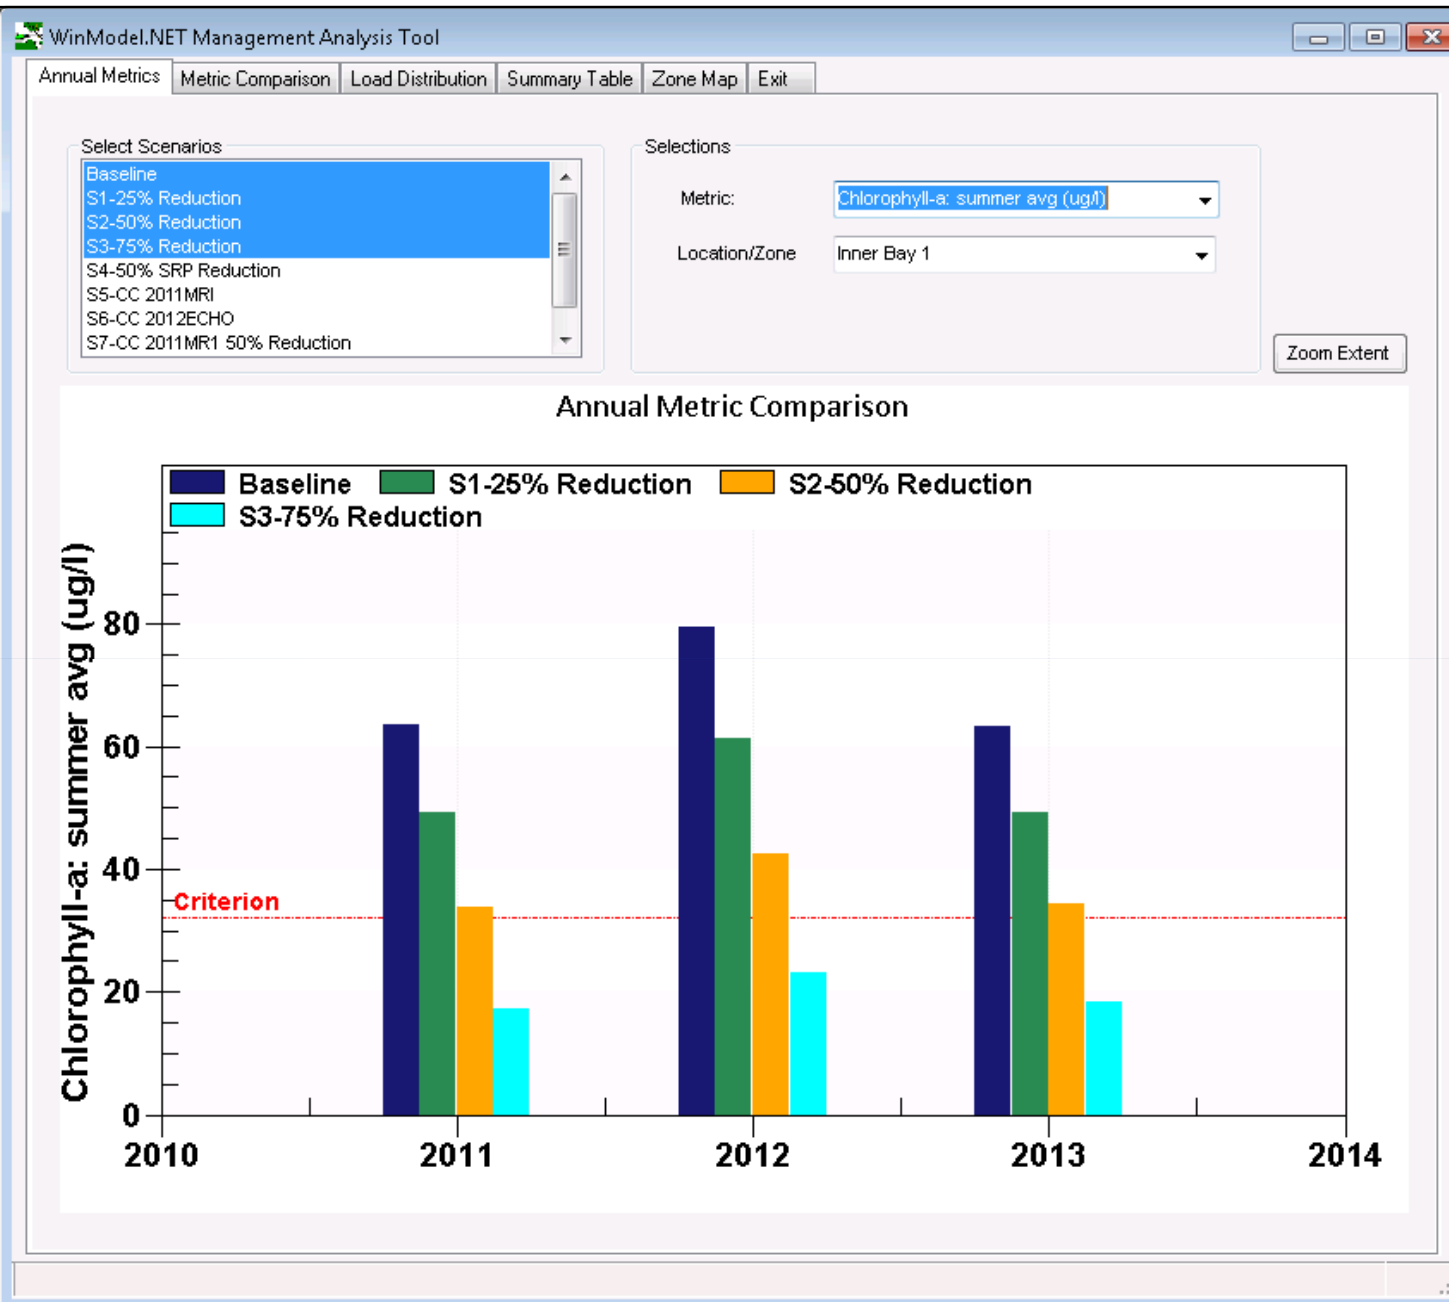 WinModel.NET Management Analysis Tool
Annual Metrics Metric Comparison Load Distribution Summary Table Zone Map Exit
Select Scenarios
Baseline
S1-25% Reduction
S2-50% Reduction
S3-75% Reduction
S4-50% SRP Reduction
S5-CC 2011MRI
S6-CC 2012ECHO
S7-CC 2011MR1 50% Reduction
Selections
Metric: Chlorophyll-a: summer avg (ug/l)
Location/Zone Inner Bay 1
Zoom Extent
Annual Metric Comparison
Baseline S1-25% Reduction S2-50% Reduction
S3-75% Reduction
Chlorophyll-a: summer avg (ug/l)
80
60
40
Criterion
20
0
2010 2011 2012 2013 2014